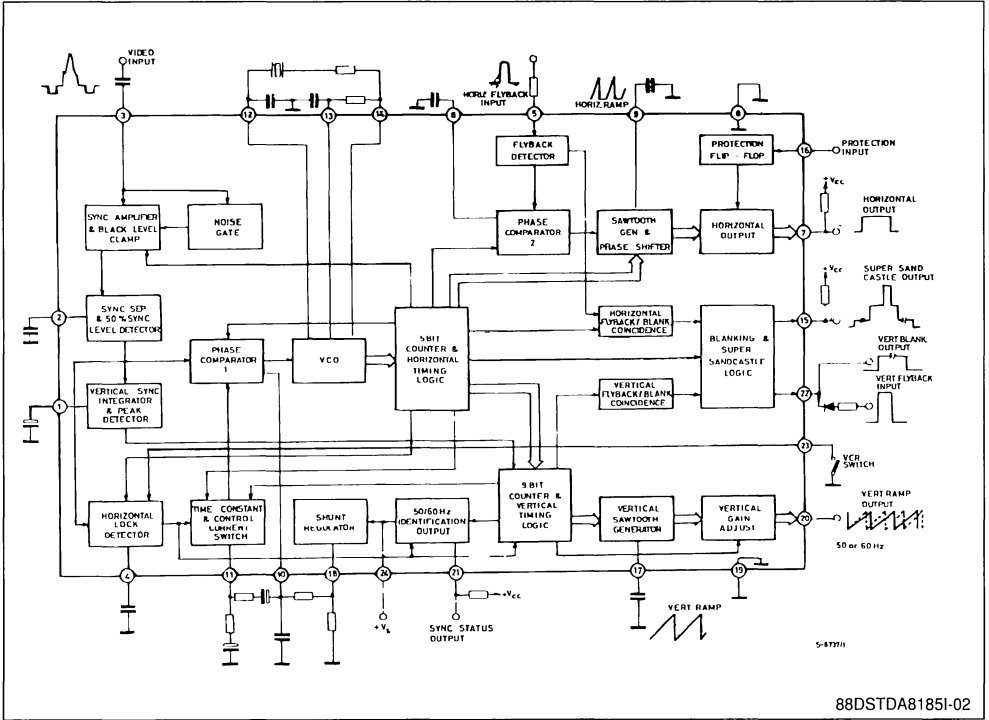 VIDEO
INPUT
HORIZ FLYBACK
INPUT
HORIZ. RAMP
3
12
13
14
6
5
9
8
FLYBACK
DETECTOR
PROTECTION
FLIP - FLOP
16
PROTECTION
INPUT
+VCC
HORIZONTAL
OUTPUT
SYNC AMPLIFIER
& BLACK LEVEL
CLAMP
NOISE
GATE
PHASE
COMPARATOR
2
SAWTOOTH
GEN &
PHASE SHIFTER
HORIZONTAL
OUTPUT
7
+VCC
SUPER SAND
CASTLE OUTPUT
2
SYNC SEP
& 50% SYNC
LEVEL DETECTOR
PHASE
COMPARATOR
1
VCO
5BIT
COUNTER &
HORIZONTAL
TIMING
LOGIC
HORIZONTAL
FLYBACK/BLANK
COINCIDENCE
BLANKING &
SUPER
SANDCASTLE
LOGIC
15
VERT BLANK
OUTPUT
VERT FLYBACK
INPUT
1
VERTICAL SYNC
INTEGRATOR
& PEAK
DETECTOR
VERTICAL
FLYBACK/BLANK
COINCIDENCE
22
23
VCR
SWITCH
HORIZONTAL
LOCK
DETECTOR
TIME CONSTANT
& CONTROL
CURRENT
SWITCH
SHUNT
REGULATOR
50/60Hz
IDENTIFICATION
OUTPUT
9BIT
COUNTER &
VERTICAL
TIMING
LOGIC
VERTICAL
SAWTOOTH
GENERATOR
VERTICAL
GAIN
ADJUST
20
VERT RAMP
OUTPUT
50 or 60 Hz
4
11
10
18
24
21
17
19
+VCC
+VS
SYNC STATUS
OUTPUT
VERT RAMP
S-8737/1
88DSTDA8185I-02